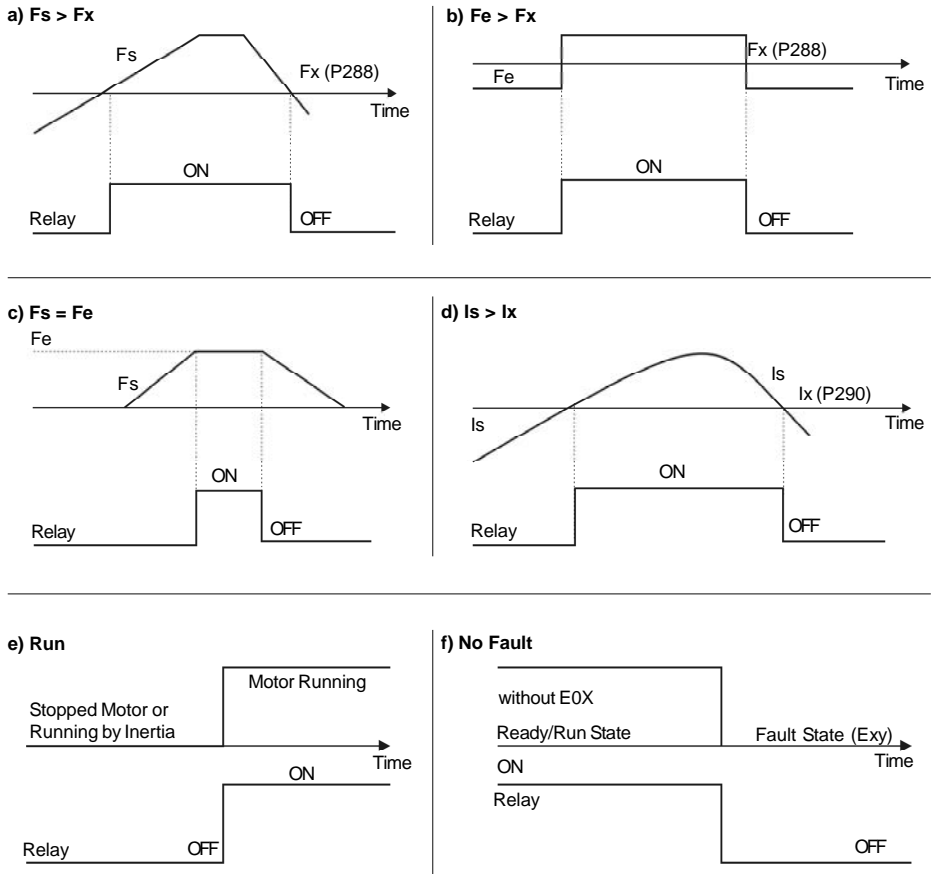 a) Fs > Fx
Fs
Fx (P288)
Time
ON
Relay
OFF
b) Fe > Fx
Fx (P288)
Fe
Time
ON
Relay
OFF
c) Fs = Fe
Fe
Fs
Time
ON
Relay
OFF
d) Is > Ix
Is
Ix (P290)
Is
Time
ON
Relay
OFF
e) Run
Motor Running
Stopped Motor or
Running by Inertia
Time
ON
Relay
OFF
f) No Fault
without E0X
Ready/Run State
Fault State (Exy)
Time
ON
Relay
OFF